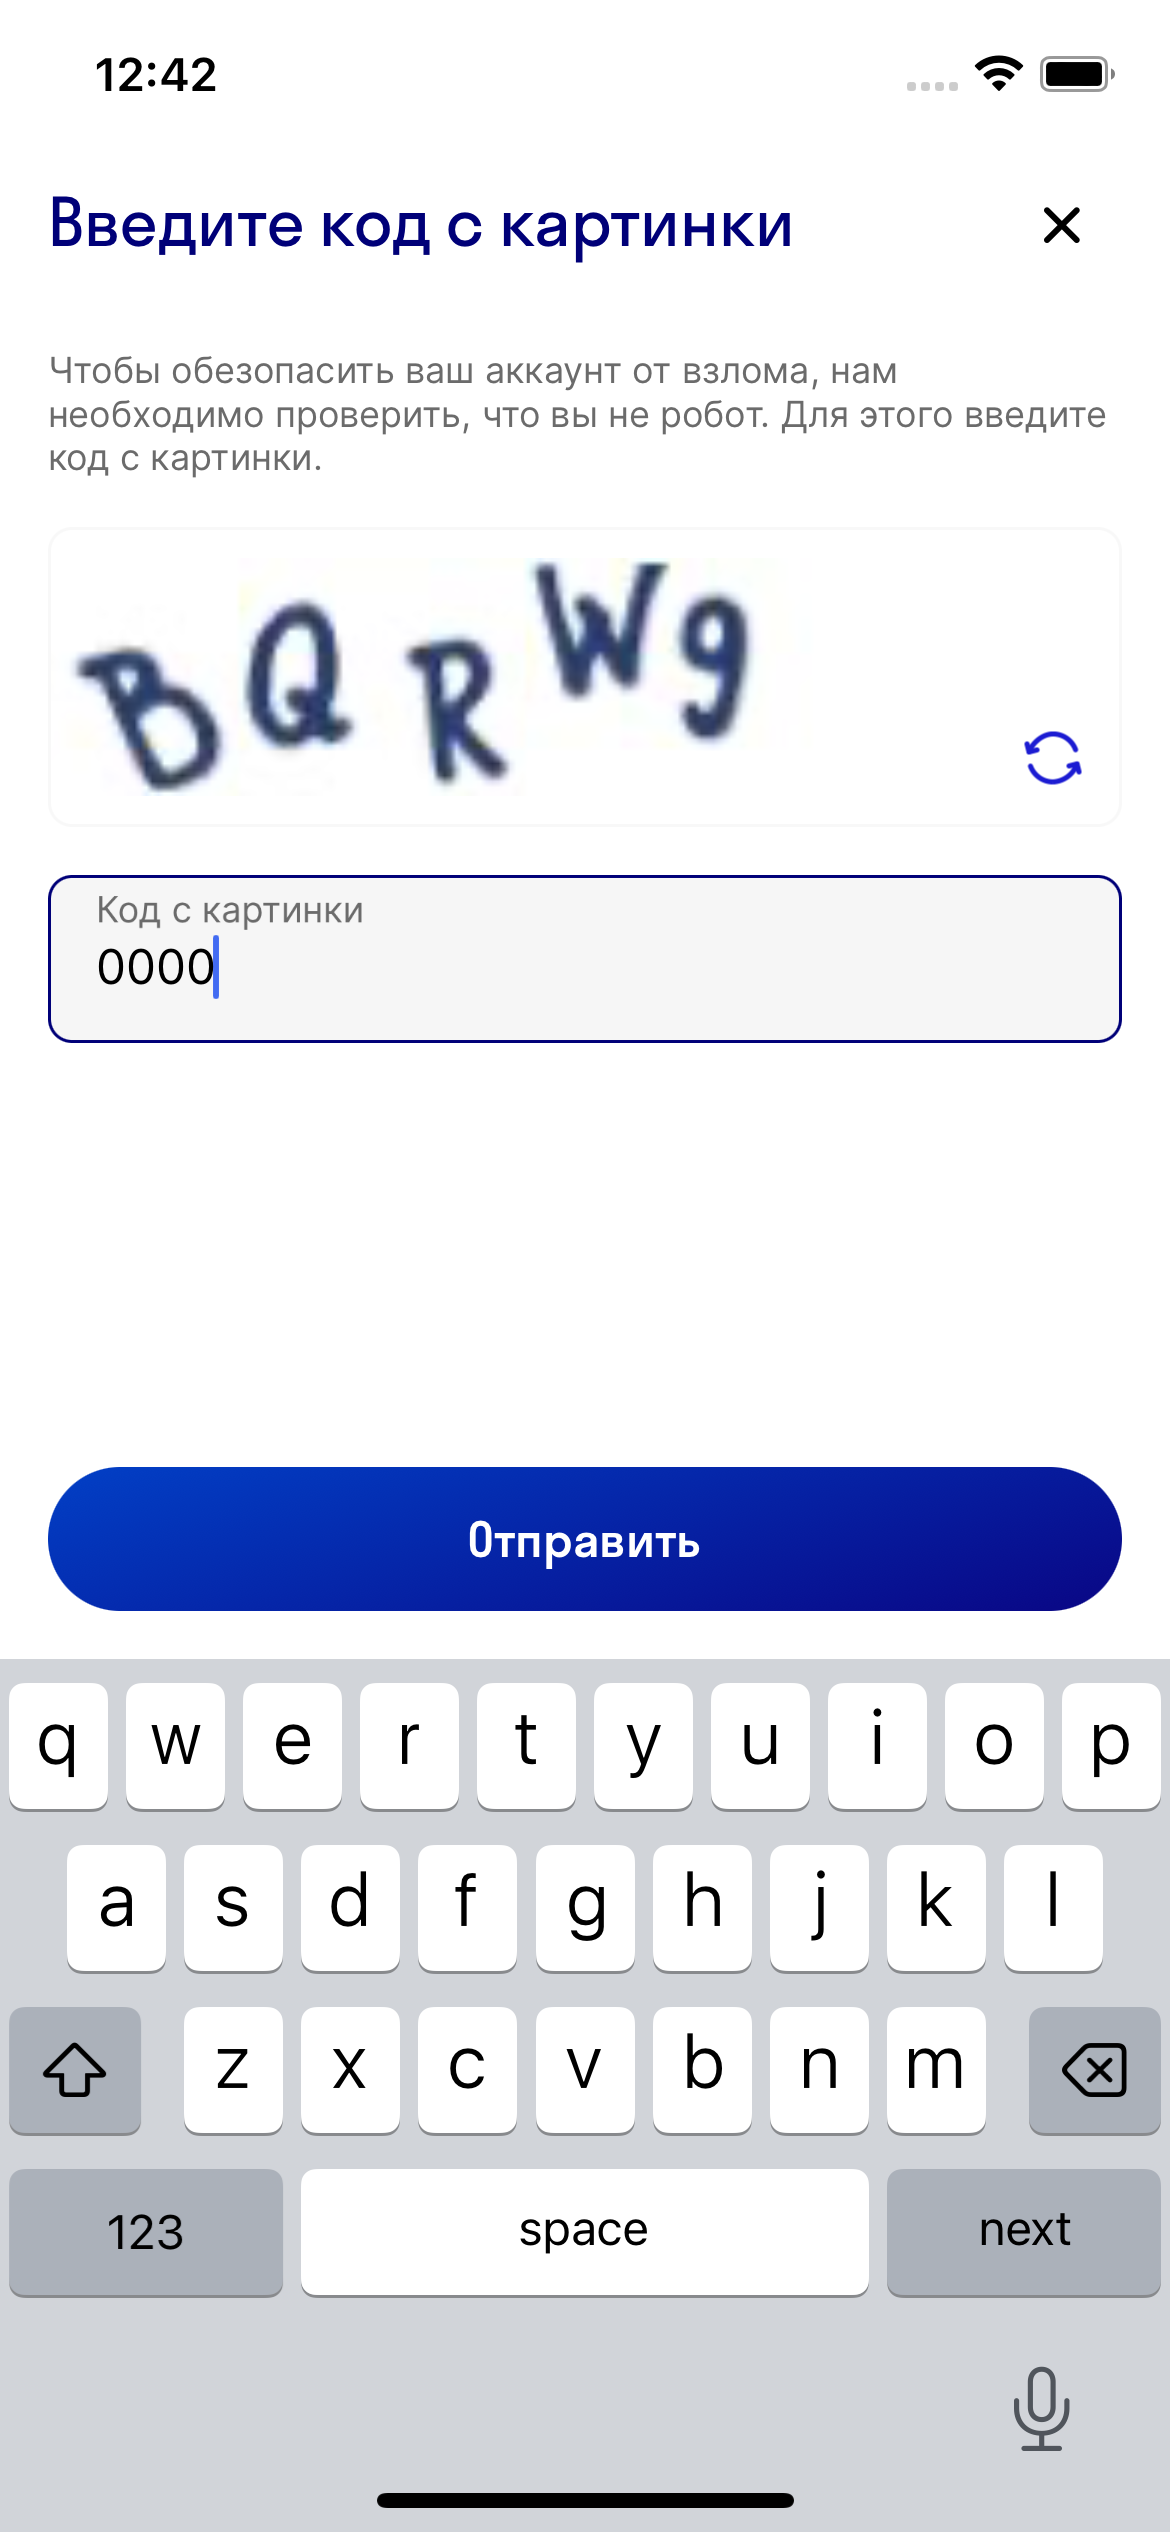 12:42
Введите код с картинки
Чтобы обезопасить ваш аккаунт от взлома, нам
необходимо проверить, что вы не робот. Для этого введите
код с картинки.
BQRW9
Код с картинки
0000
Отправить
q w e r t y u i o p
a s d f g h j k l
z x c v b n m
123 space next